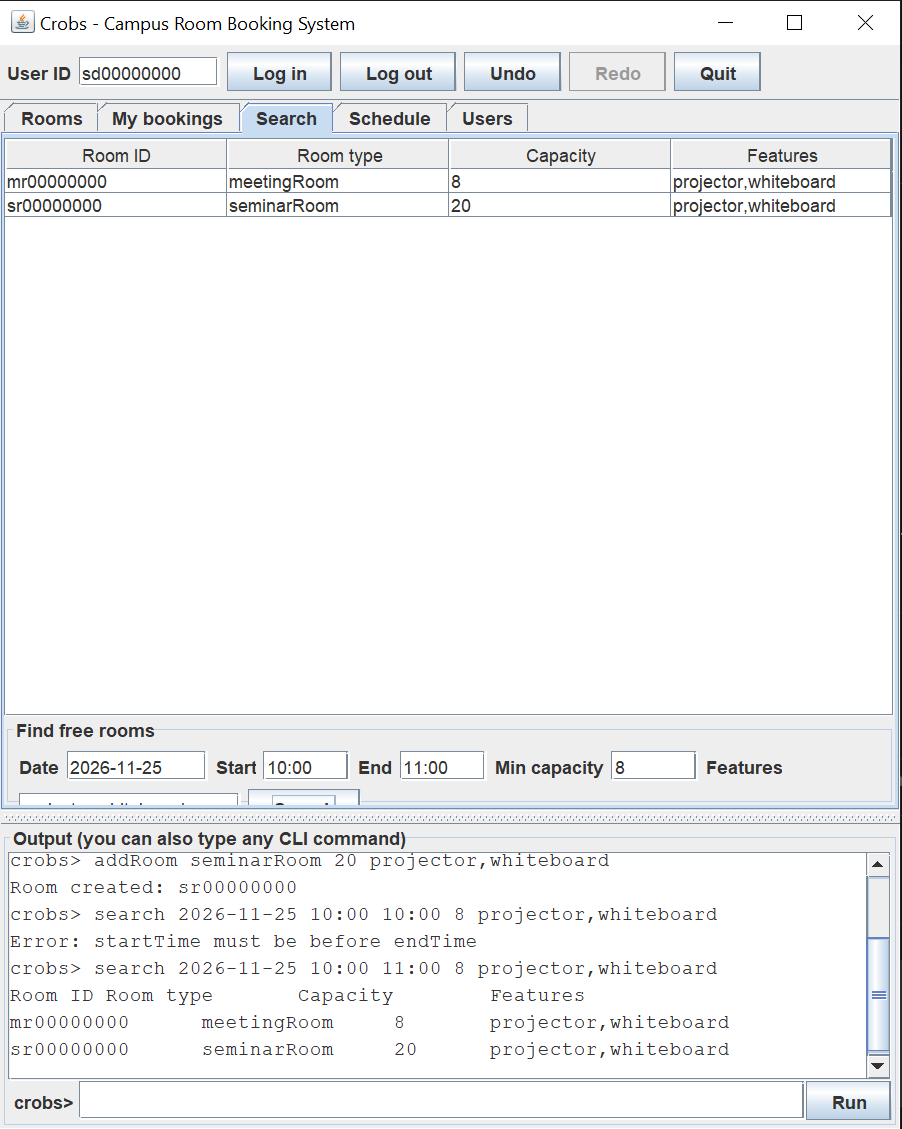 Crobs - Campus Room Booking System
User ID sd00000000 Log in Log out Undo Redo Quit
Rooms My bookings Search Schedule Users
Room ID Room type Capacity Features
mr00000000 meetingRoom 8 projector,whiteboard
sr00000000 seminarRoom 20 projector,whiteboard
Find free rooms
Date 2026-11-25 Start 10:00 End 11:00 Min capacity 8 Features
Output (you can also type any CLI command)
crobs> addRoom seminarRoom 20 projector,whiteboard
Room created: sr00000000
crobs> search 2026-11-25 10:00 10:00 8 projector,whiteboard
Error: startTime must be before endTime
crobs> search 2026-11-25 10:00 11:00 8 projector,whiteboard
Room ID Room type Capacity Features
mr00000000 meetingRoom 8 projector,whiteboard
sr00000000 seminarRoom 20 projector,whiteboard
crobs> Run